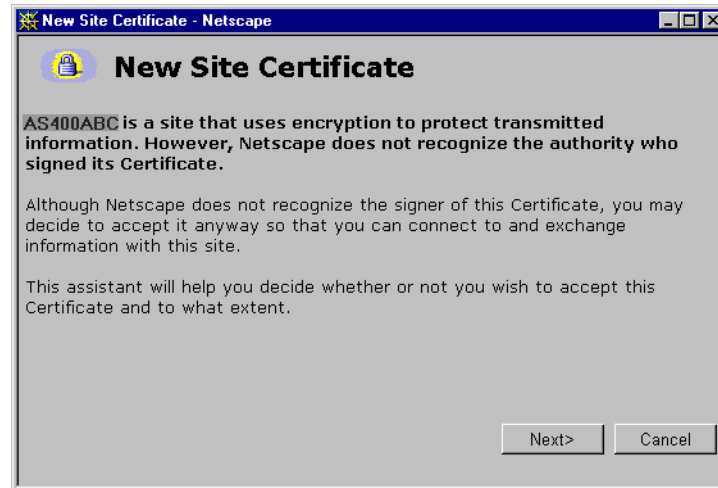 New Site Certificate - Netscape
New Site Certificate
AS400ABC is a site that uses encryption to protect transmitted
information. However, Netscape does not recognize the authority who
signed its Certificate.
Although Netscape does not recognize the signer of this Certificate, you may
decide to accept it anyway so that you can connect to and exchange
information with this site.
This assistant will help you decide whether or not you wish to accept this
Certificate and to what extent.
Next> Cancel